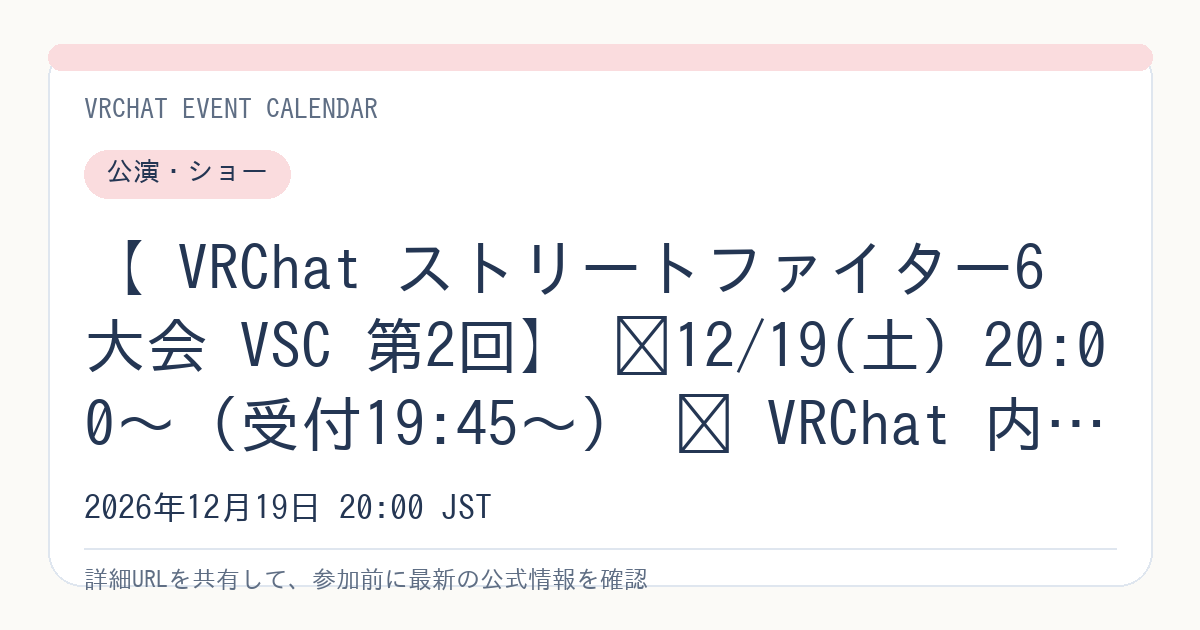 VRCHAT EVENT CALENDAR
公演・ショー
【 VRChat ストリートファイター6
大会 VSC 第2回】 12/19(土) 20:0
0〜 (受付19:45〜) VRChat 内…
2026年12月19日 20:00 JST
詳細URLを共有して、参加前に最新の公式情報を確認